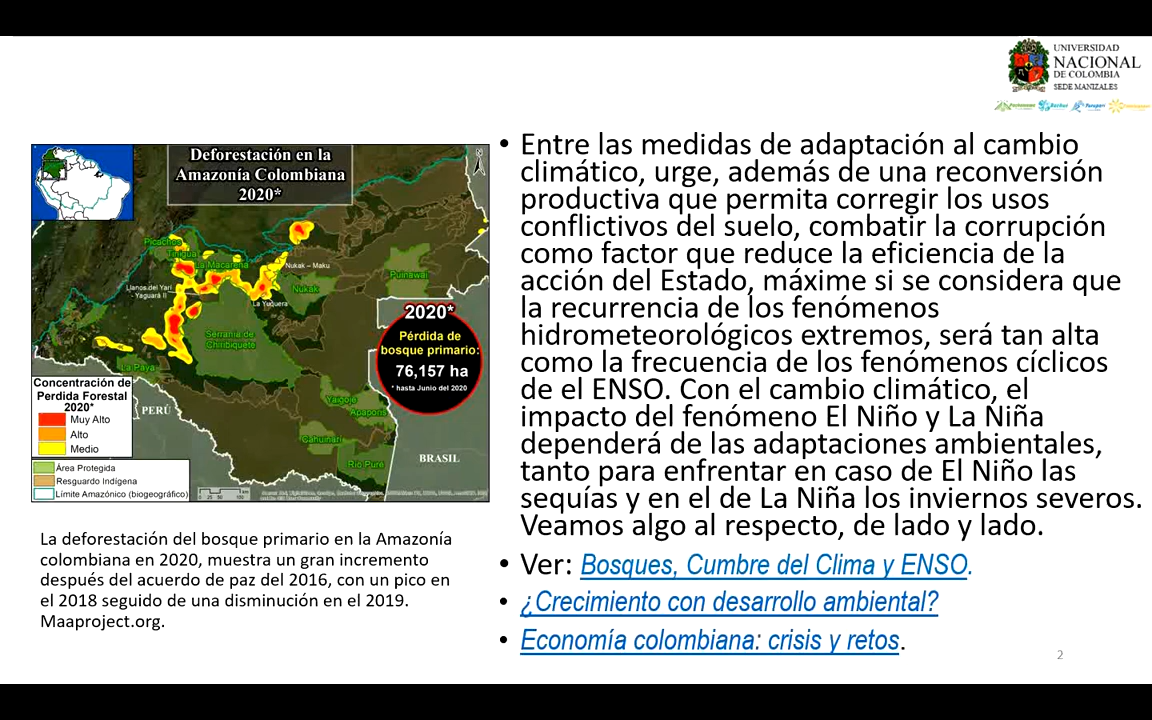 UNIVERSIDAD
NACIONAL
DE COLOMBIA
SEDE MANIZALES
Deforestación en la
Amazonía Colombiana
2020*
N
Picachos
Tinigua
La Macarena
Nukak – Maku
Llanos del Yarí -
Yaguará II
La Yuquera
Nukák
Puinawai
Serranía de
Chiribiquete
La Paya
Yaigojé
Apaporis
Cahuinarí
Río Puré
PERÚ
BRASIL
2020*
Pérdida de
bosque primario:
76,157 ha
* hasta Junio del 2020
Concentración de
Perdida Forestal
2020*
Muy Alto
Alto
Medio
Área Protegida
Resguardo Indígena
Límite Amazónico (biogeográfico)
La deforestación del bosque primario en la Amazonía
colombiana en 2020, muestra un gran incremento
después del acuerdo de paz del 2016, con un pico en
el 2018 seguido de una disminución en el 2019.
Maaproject.org.
• Entre las medidas de adaptación al cambio
climático, urge, además de una reconversión
productiva que permita corregir los usos
conflictivos del suelo, combatir la corrupción
como factor que reduce la eficiencia de la
acción del Estado, máxime si se considera que
la recurrencia de los fenómenos
hidrometeorológicos extremos, será tan alta
como la frecuencia de los fenómenos cíclicos
de el ENSO. Con el cambio climático, el
impacto del fenómeno El Niño y La Niña
dependerá de las adaptaciones ambientales,
tanto para enfrentar en caso de El Niño las
sequías y en el de La Niña los inviernos severos.
Veamos algo al respecto, de lado y lado.
• Ver: Bosques, Cumbre del Clima y ENSO.
• ¿Crecimiento con desarrollo ambiental?
• Economía colombiana: crisis y retos.
2